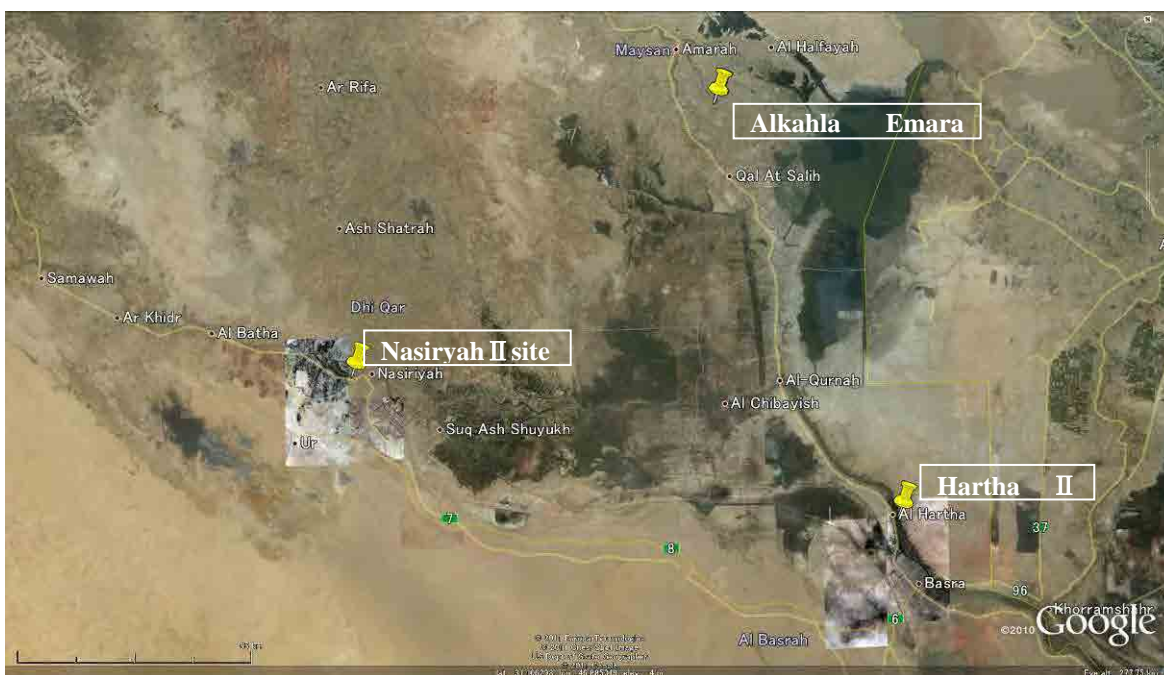 Maysan Amarah
Al Halfayah
Ar Rifa
Alkahla Emara
Qal At Salih
Ash Shatrah
Samawah
Dhi Qar
Ar Khidr
Al Batha
Nasiryah Ⅱ site
Nasiriyah
Al-Qurnah
Al Chibayish
Suq Ash Shuyukh
Ur
Hartha Ⅱ
Al Hartha
7
37
8
Basra
96
Khorramshahr
6
©2010 Google
Al Basrah